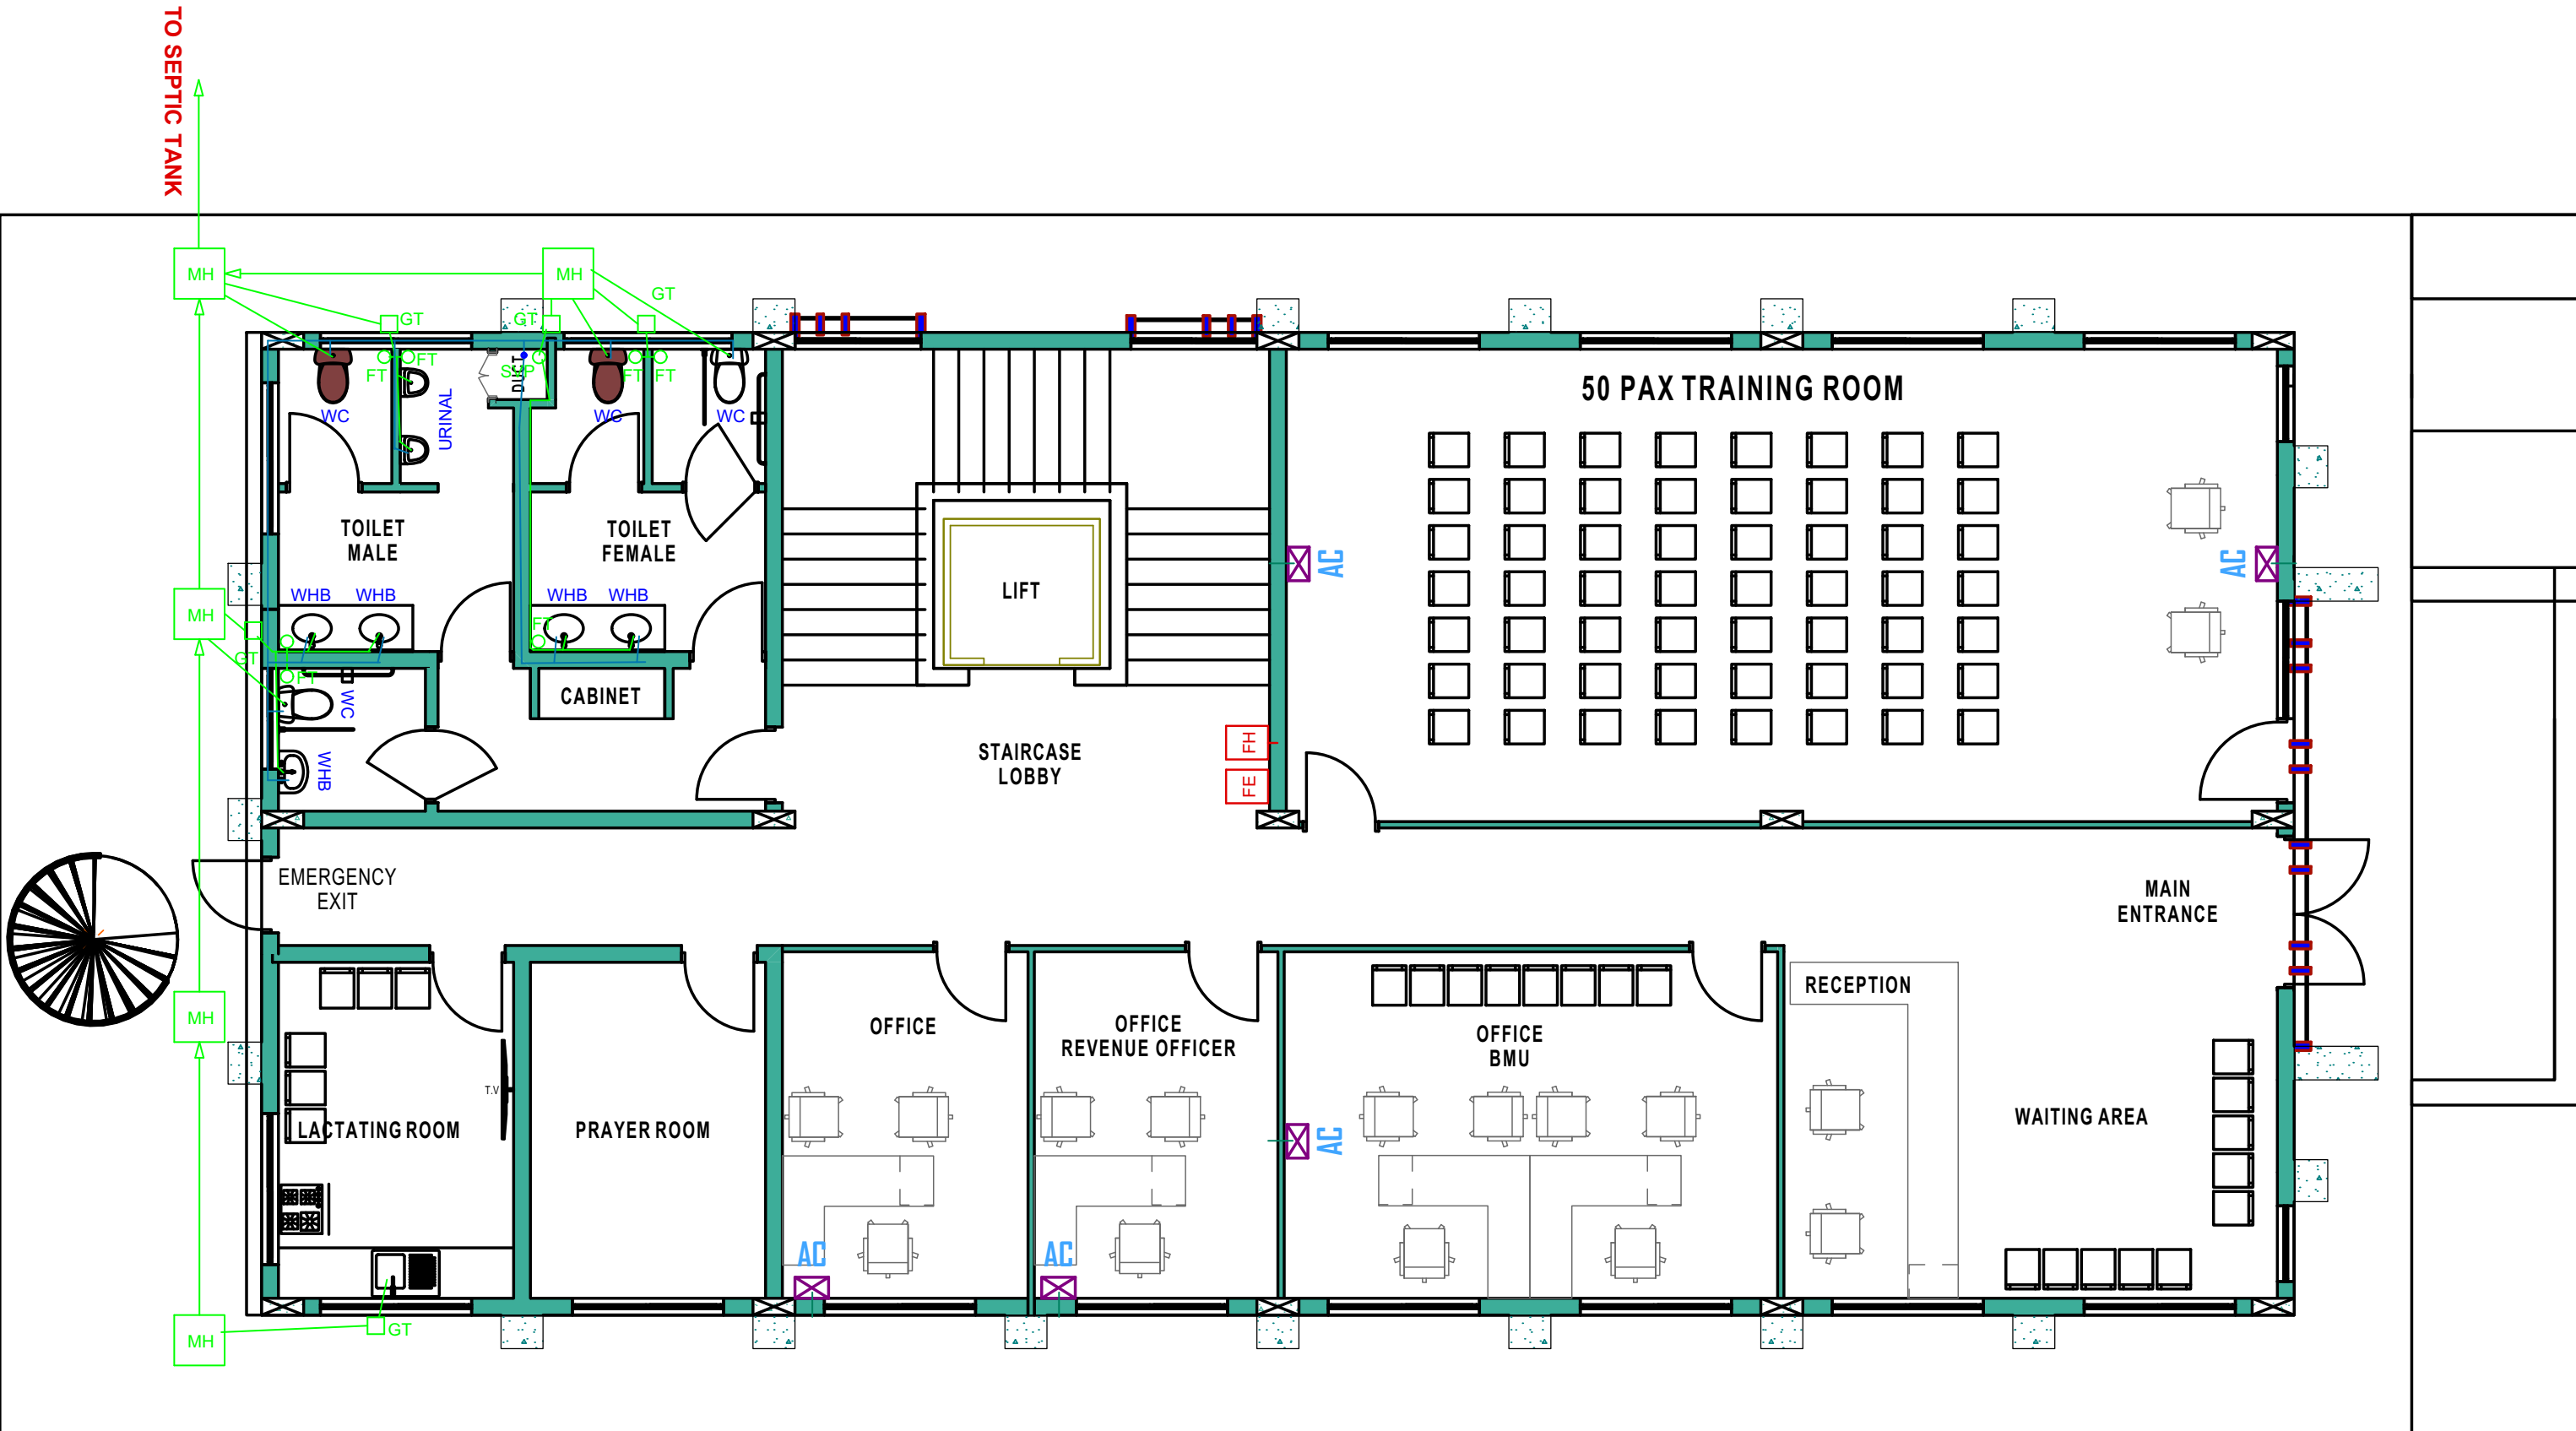 TO SEPTIC TANK
MH
MH
GT
GT
GT
FT
FT
DUCT
SVP
FT
FT
WC
URINAL
WC
WC
50 PAX TRAINING ROOM
TOILET
MALE
TOILET
FEMALE
LIFT
AC
AC
WHB
WHB
WHB
WHB
MH
FT
GT
FT
WC
CABINET
WHB
STAIRCASE
LOBBY
FH
FE
EMERGENCY
EXIT
MAIN
ENTRANCE
RECEPTION
MH
OFFICE
OFFICE
REVENUE OFFICER
OFFICE
BMU
T.V
LACTATING ROOM
PRAYER ROOM
AC
WAITING AREA
AC
AC
MH
GT